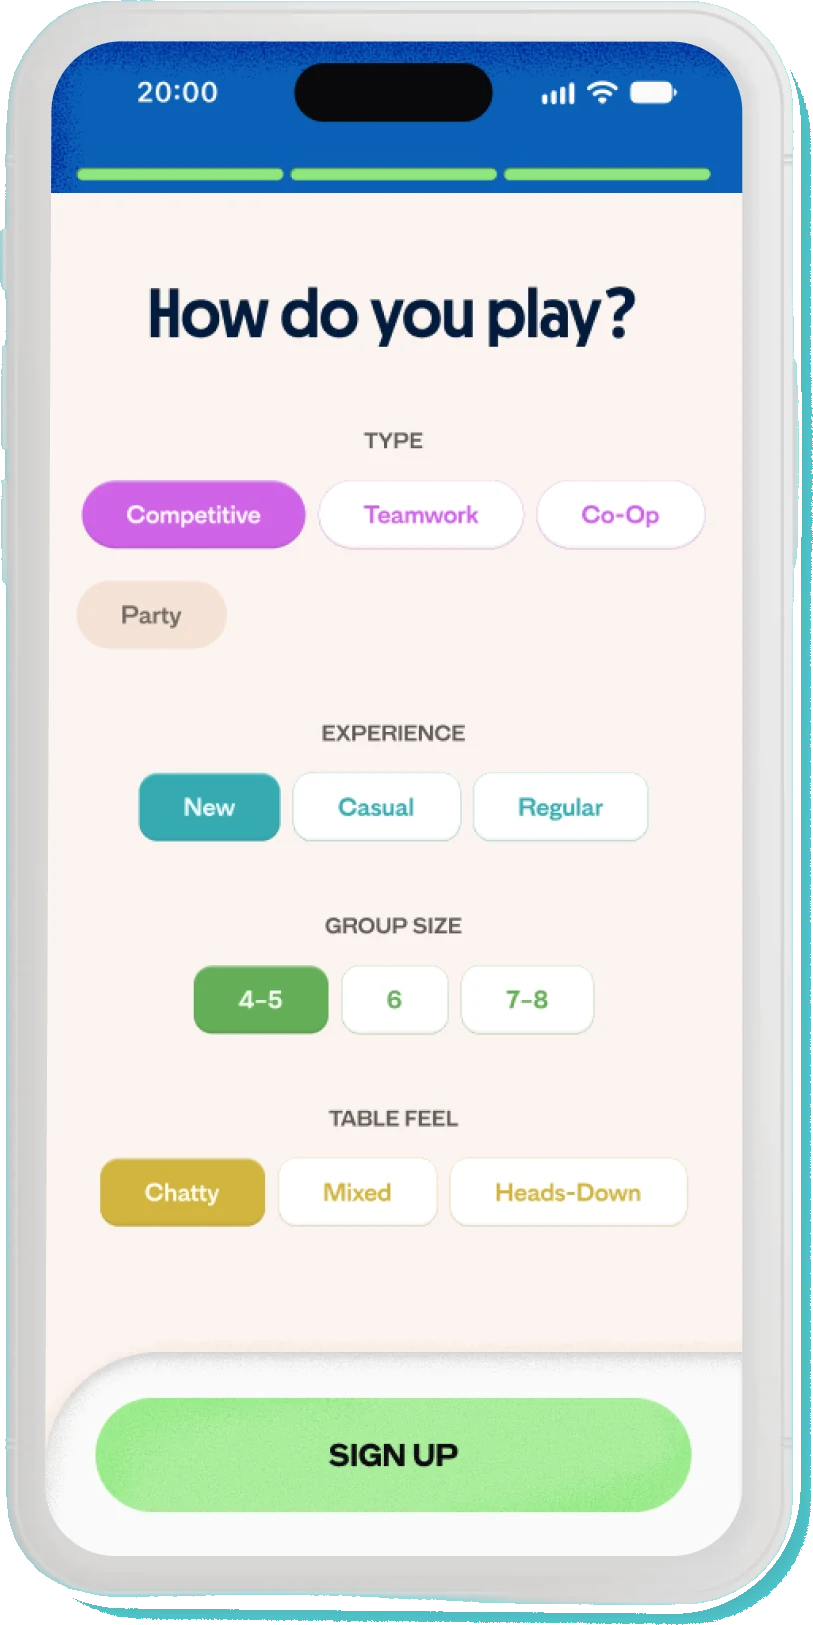 20:00
How do you play?
TYPE
Competitive Teamwork Co-Op
Party
EXPERIENCE
New Casual Regular
GROUP SIZE
4-5 6 7-8
TABLE FEEL
Chatty Mixed Heads-Down
SIGN UP